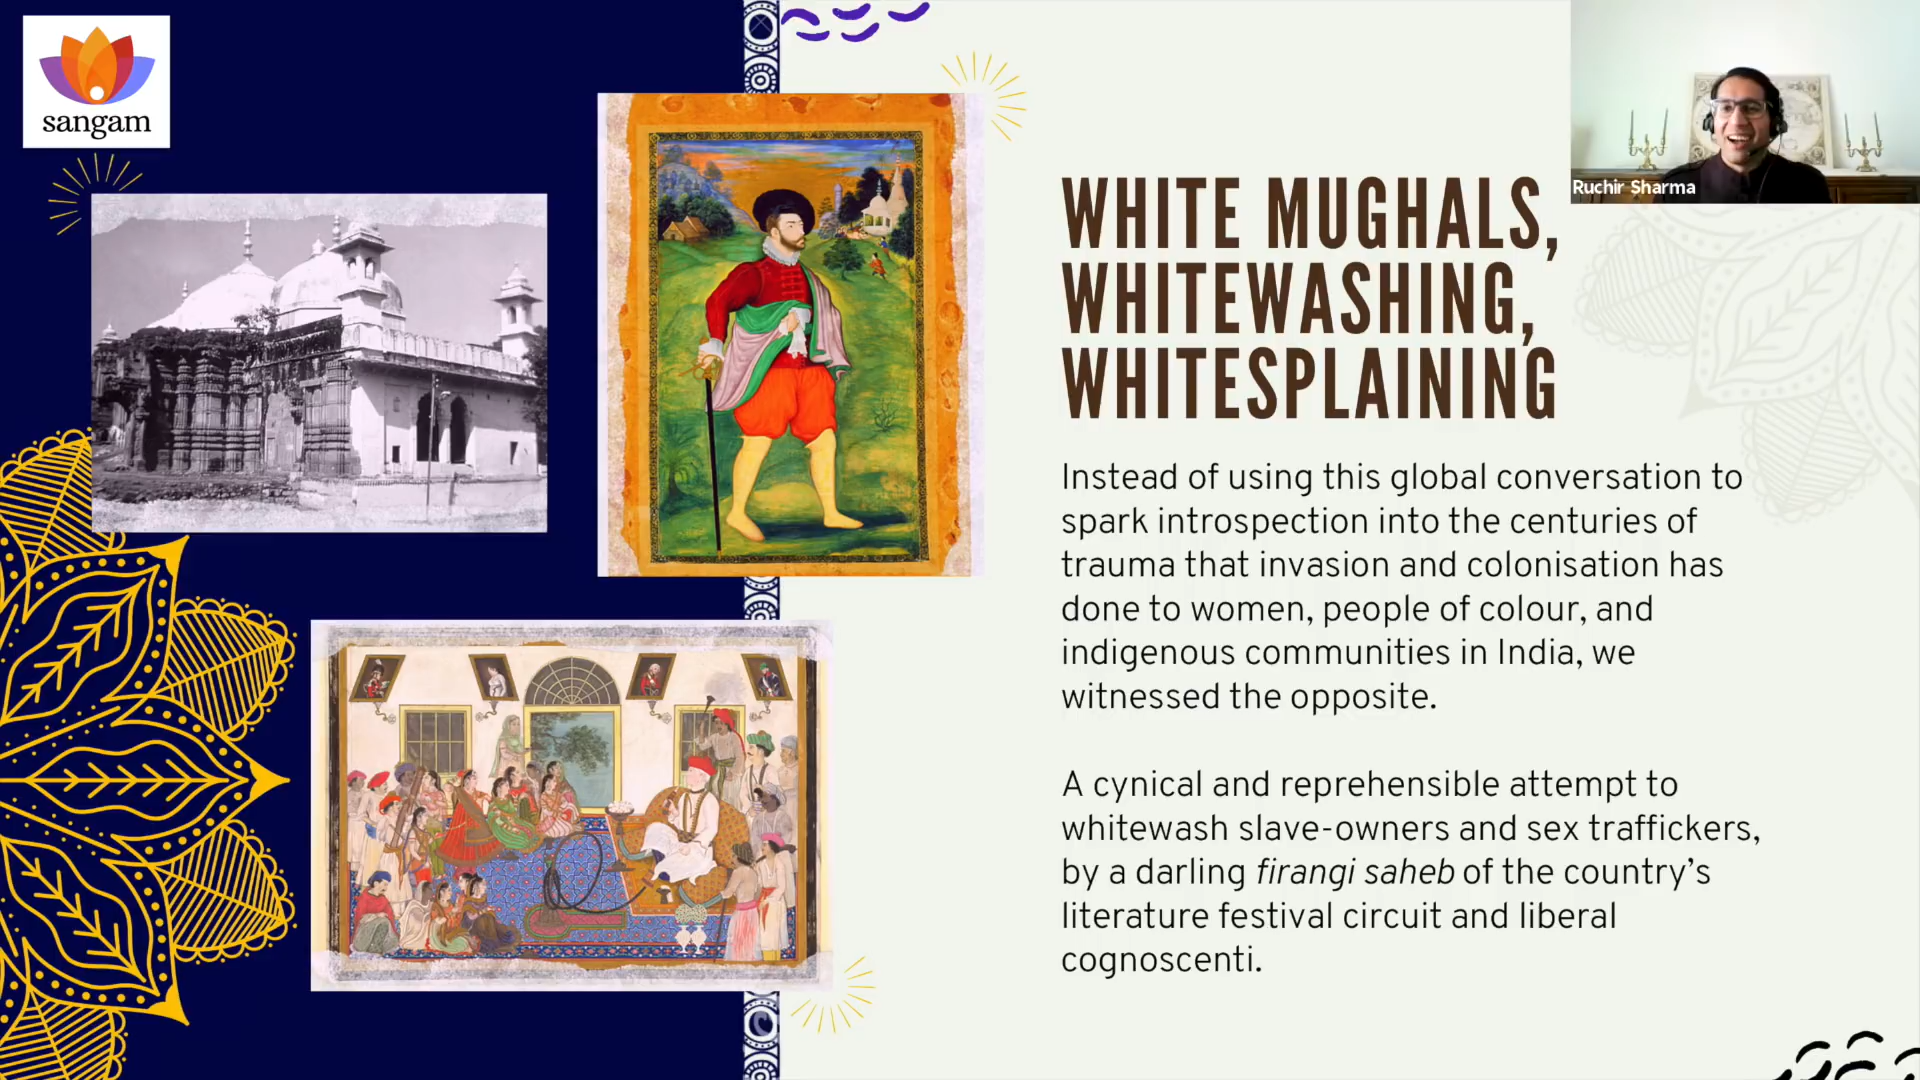 sangam
Ruchir Sharma
WHITE MUGHALS,
WHITEWASHING,
WHITESPLAINING
Instead of using this global conversation to
spark introspection into the centuries of
trauma that invasion and colonisation has
done to women, people of colour, and
indigenous communities in India, we
witnessed the opposite.
A cynical and reprehensible attempt to
whitewash slave-owners and sex traffickers,
by a darling firangi saheb of the country’s
literature festival circuit and liberal
cognoscenti.